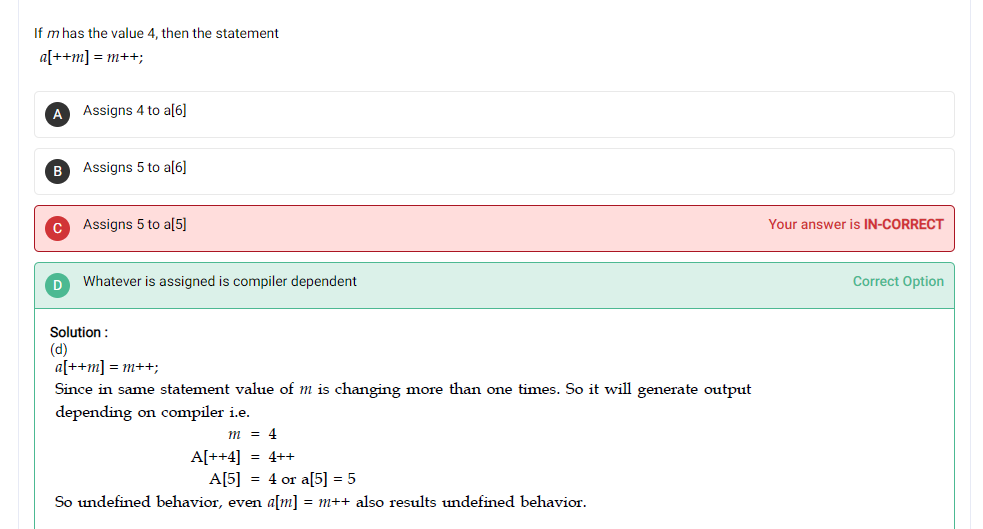 If m has the value 4, then the statement
a[++m] = m++;
A Assigns 4 to a[6]
B Assigns 5 to a[6]
C Assigns 5 to a[5] Your answer is IN-CORRECT
D Whatever is assigned is compiler dependent Correct Option
Solution :
(d)
a[++m] = m++;
Since in same statement value of m is changing more than one times. So it will generate output
depending on compiler i.e.
m = 4
A[++4] = 4++
A[5] = 4 or a[5] = 5
So undefined behavior, even a[m] = m++ also results undefined behavior.